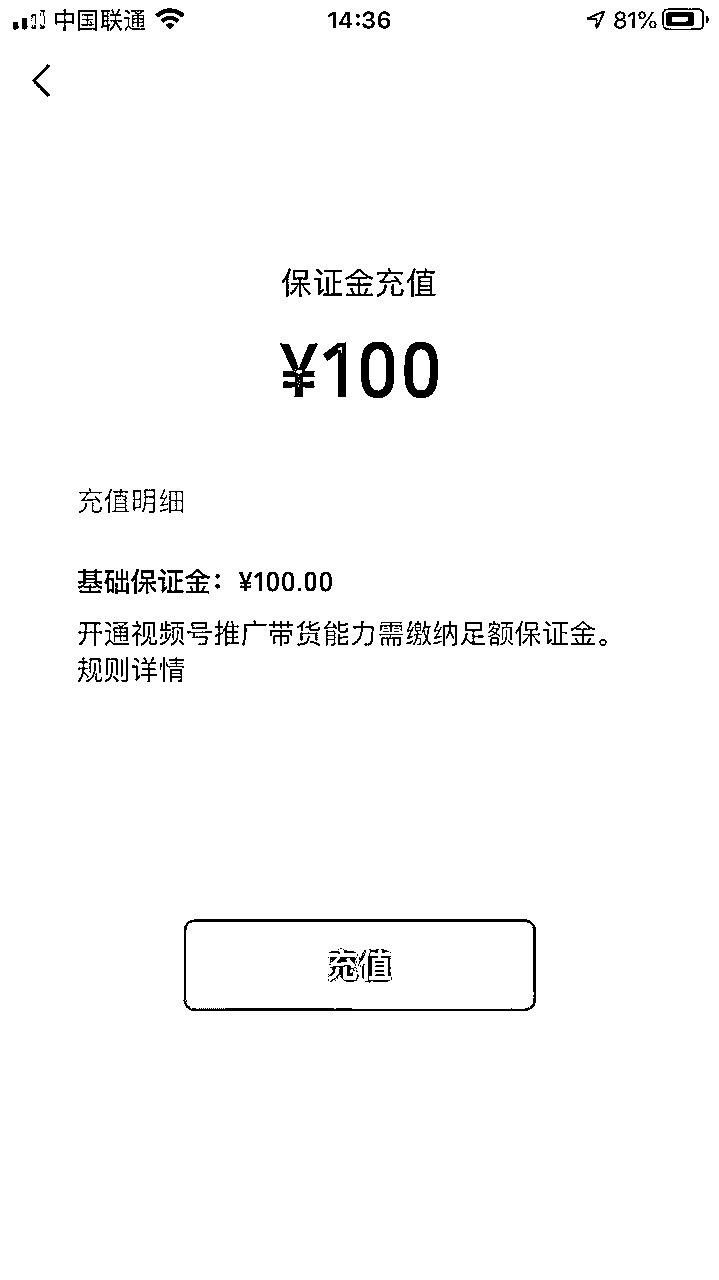 中国联通
14:36
81%
保证金充值
¥100
充值明细
基础保证金：¥100.00
开通视频号推广带货能力需缴纳足额保证金。
规则详情
充值